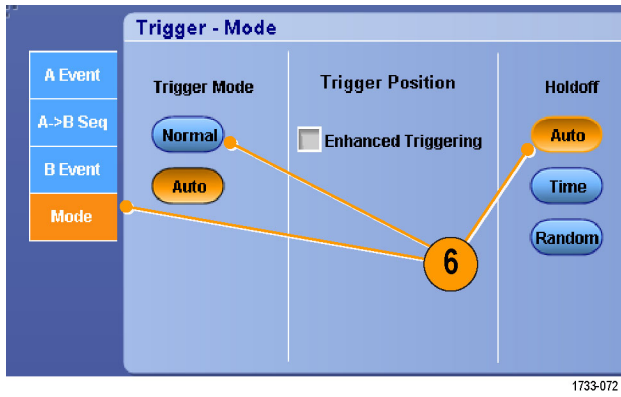 Trigger - Mode
A Event
A->B Seq
B Event
Mode
Trigger Mode
Normal
Auto
Trigger Position
Enhanced Triggering
Holdoff
Auto
Time
Random
6
1733-072